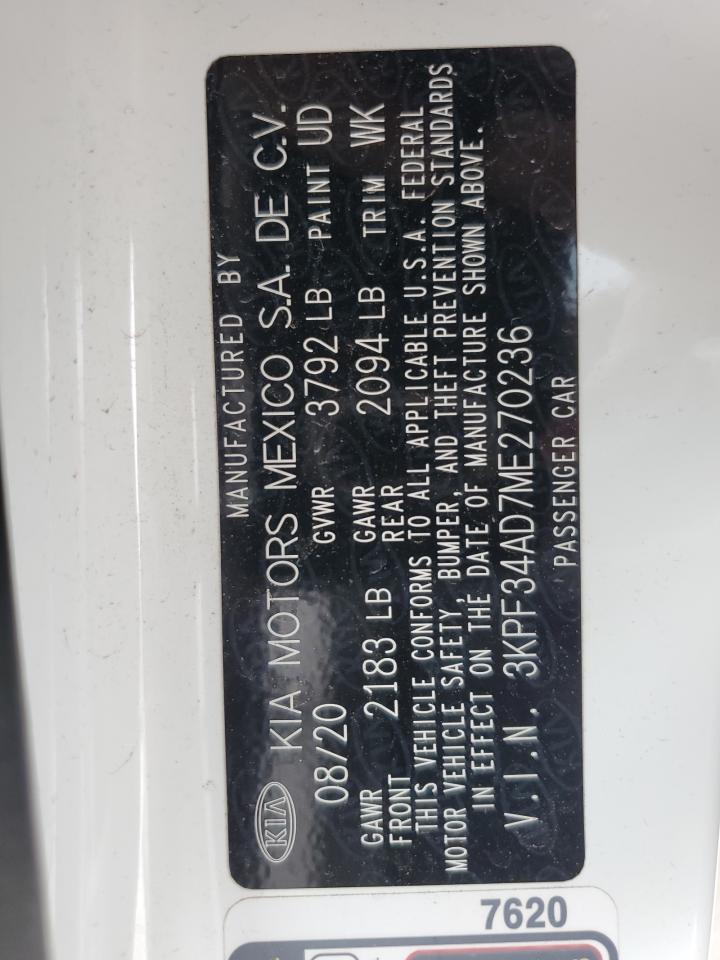 MANUFACTURED BY
KIA KIA MOTORS MEXICO S.A. DE C.V.
08/20 GVWR 3792 LB PAINT UD
GAWR FRONT 2183 LB GAWR REAR 2094 LB TRIM WK
THIS VEHICLE CONFORMS TO ALL APPLICABLE U.S.A. FEDERAL
MOTOR VEHICLE SAFETY, BUMPER, AND THEFT PREVENTION STANDARDS
IN EFFECT ON THE DATE OF MANUFACTURE SHOWN ABOVE.
V.I.N. 3KPF34AD7ME270236
PASSENGER CAR
7620